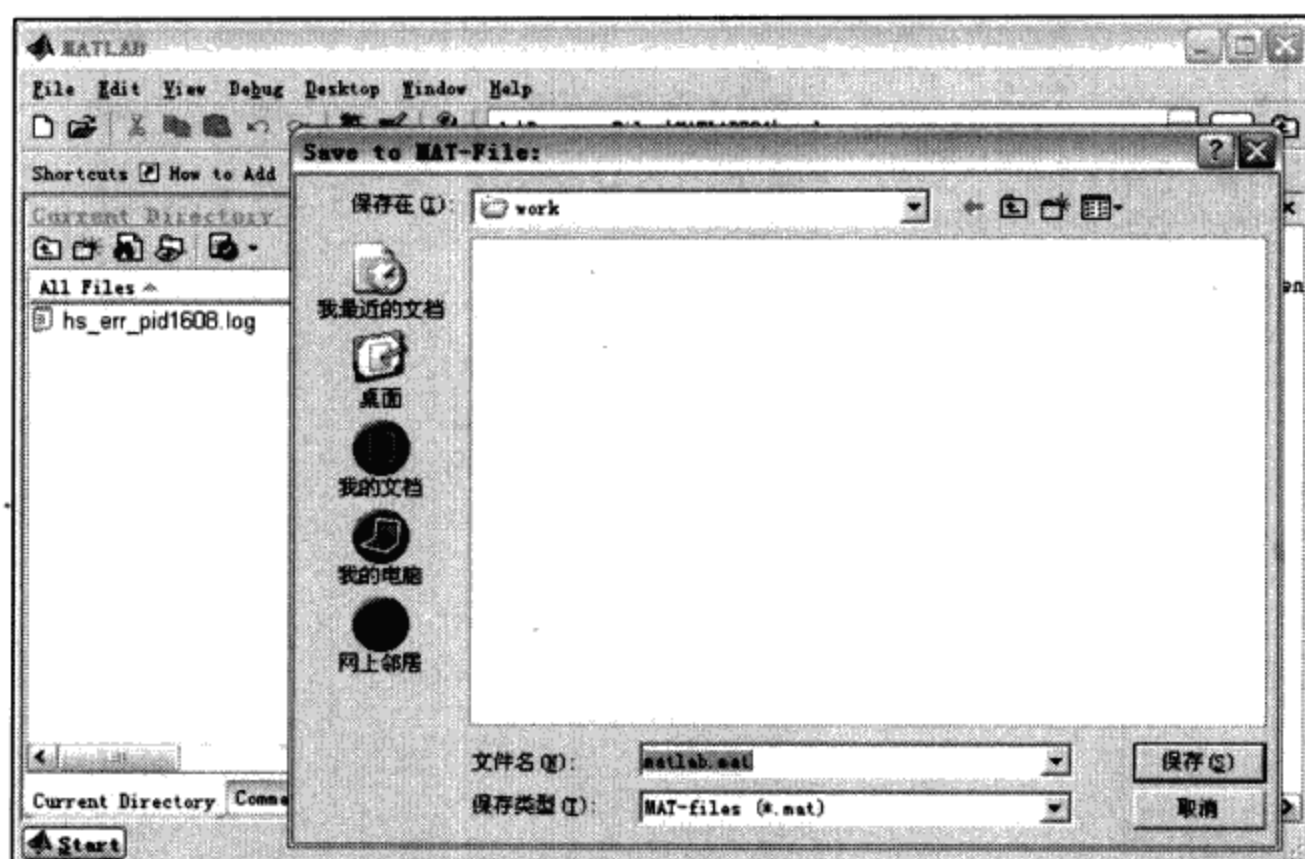 MATLAB
File Edit View Debug Desktop Window Help
Shortcuts How to Add
Save to MAT-File:
保存在(I):
work
Current Directory
All Files
hs_err_pid1608.log
我最近的文档
桌面
我的文档
我的电脑
网上邻居
文件名(N):
matlab.mat
保存(S)
保存类型(T):
MAT-files (*.mat)
取消
Current Directory
Start